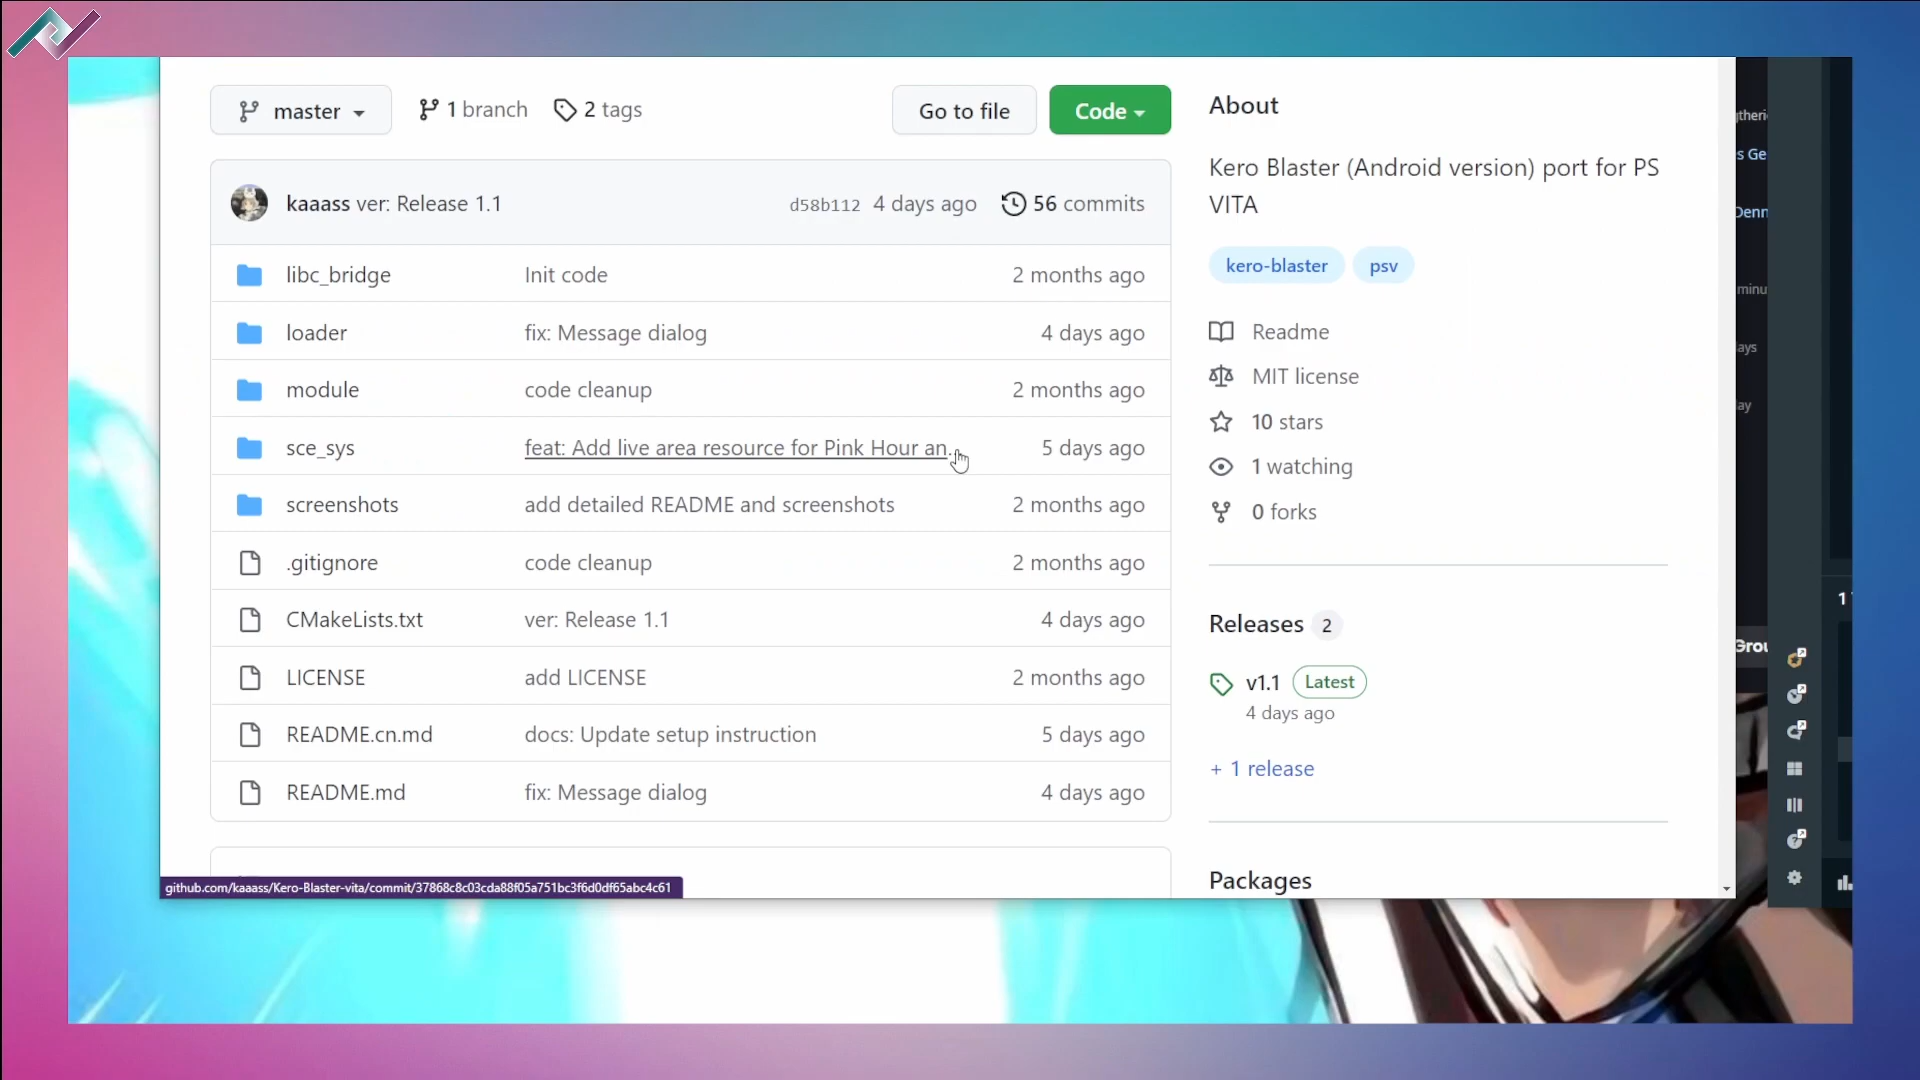 master
1 branch
2 tags
Go to file
Code
kaaass ver: Release 1.1
d58b112 4 days ago
56 commits
libc_bridge Init code 2 months ago
loader fix: Message dialog 4 days ago
module code cleanup 2 months ago
sce_sys feat: Add live area resource for Pink Hour an… 5 days ago
screenshots add detailed README and screenshots 2 months ago
.gitignore code cleanup 2 months ago
CMakeLists.txt ver: Release 1.1 4 days ago
LICENSE add LICENSE 2 months ago
README.cn.md docs: Update setup instruction 5 days ago
README.md fix: Message dialog 4 days ago
github.com/kaaass/Kero-Blaster-vita/commit/37868c8c03cda88f05a751bc3f6d0df65abc4c61
About
Kero Blaster (Android version) port for PS
VITA
kero-blaster psv
Readme
MIT license
10 stars
1 watching
0 forks
Releases 2
v1.1 Latest
4 days ago
+ 1 release
Packages
s Ge
Denn
minu
ays
ay
Grou
1